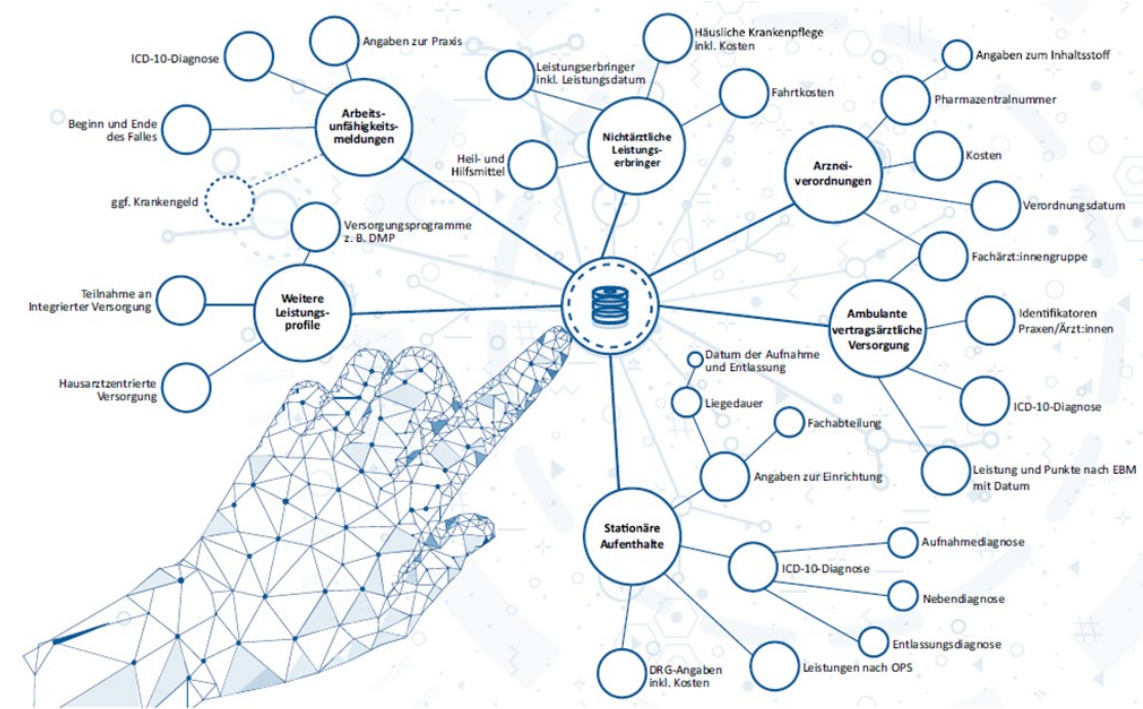 ICD-10-Diagnose
Angaben zur Praxis
Beginn und Ende
des Falles
ggf. Krankengeld
Arbeits-
unfähigkeits-
meldungen
Leistungserbringer
inkl. Leistungsdatum
Häusliche Krankenpflege
inkl. Kosten
Fahrtkosten
Heil- und
Hilfsmittel
Nichtärztliche
Leistungs-
erbringer
Angaben zum Inhaltsstoff
Pharmazentralnummer
Kosten
Verordnungsdatum
Fachärzt:innengruppe
Arznei-
verordnungen
Versorgungsprogramme
z. B. DMP
Teilnahme an
Integrierter Versorgung
Hausarztzentrierte
Versorgung
Weitere
Leistungs-
profile
Ambulante
vertragsärztliche
Versorgung
Identifikatoren
Praxen/Ärzt:innen
ICD-10-Diagnose
Leistung und Punkte nach EBM
mit Datum
Datum der Aufnahme
und Entlassung
Liegedauer
Fachabteilung
Angaben zur Einrichtung
Stationäre
Aufenthalte
ICD-10-Diagnose
Aufnahmediagnose
Nebendiagnose
Entlassungsdiagnose
Leistungen nach OPS
DRG-Angaben
inkl. Kosten